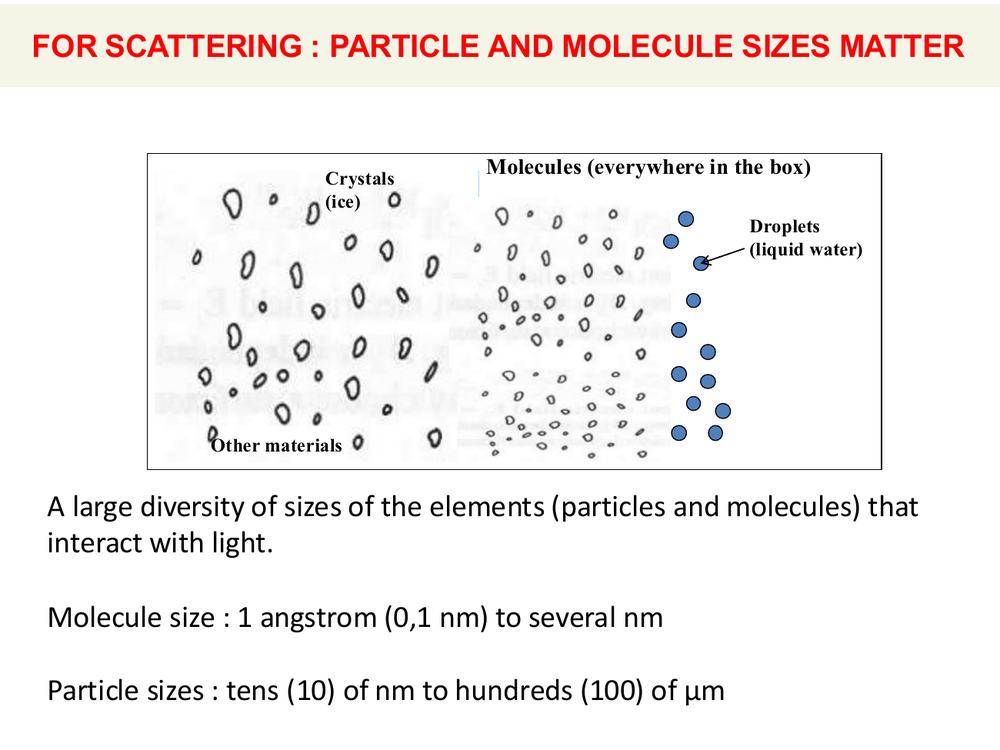 FOR SCATTERING : PARTICLE AND MOLECULE SIZES MATTER
Molecules (everywhere in the box)
Crystals
(ice)
Droplets
(liquid water)
Other materials
A large diversity of sizes of the elements (particles and molecules) that
interact with light.
Molecule size : 1 angstrom (0,1 nm) to several nm
Particle sizes : tens (10) of nm to hundreds (100) of µm